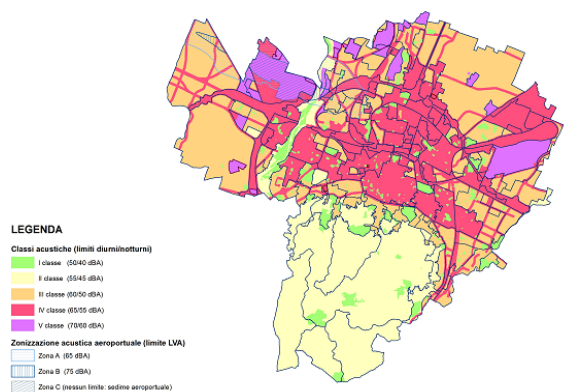 LEGENDA
Classi acustiche (limiti diurni/notturni)
I classe (50/40 dBA)
II classe (55/45 dBA)
III classe (60/50 dBA)
IV classe (65/55 dBA)
V classe (70/60 dBA)
Zonizzazione acustica aeroportuale (limite LVA)
Zona A (65 dBA)
Zona B (75 dBA)
Zona C (nessun limite: sedime aeroportuale)